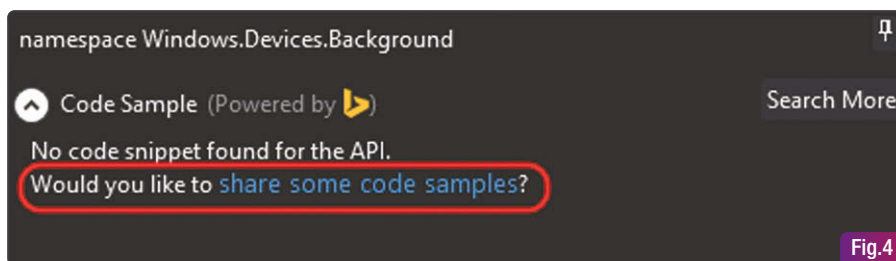 namespace Windows.Devices.Background
Code Sample (Powered by )
Search More
No code snippet found for the API.
Would you like to share some code samples?
Fig.4